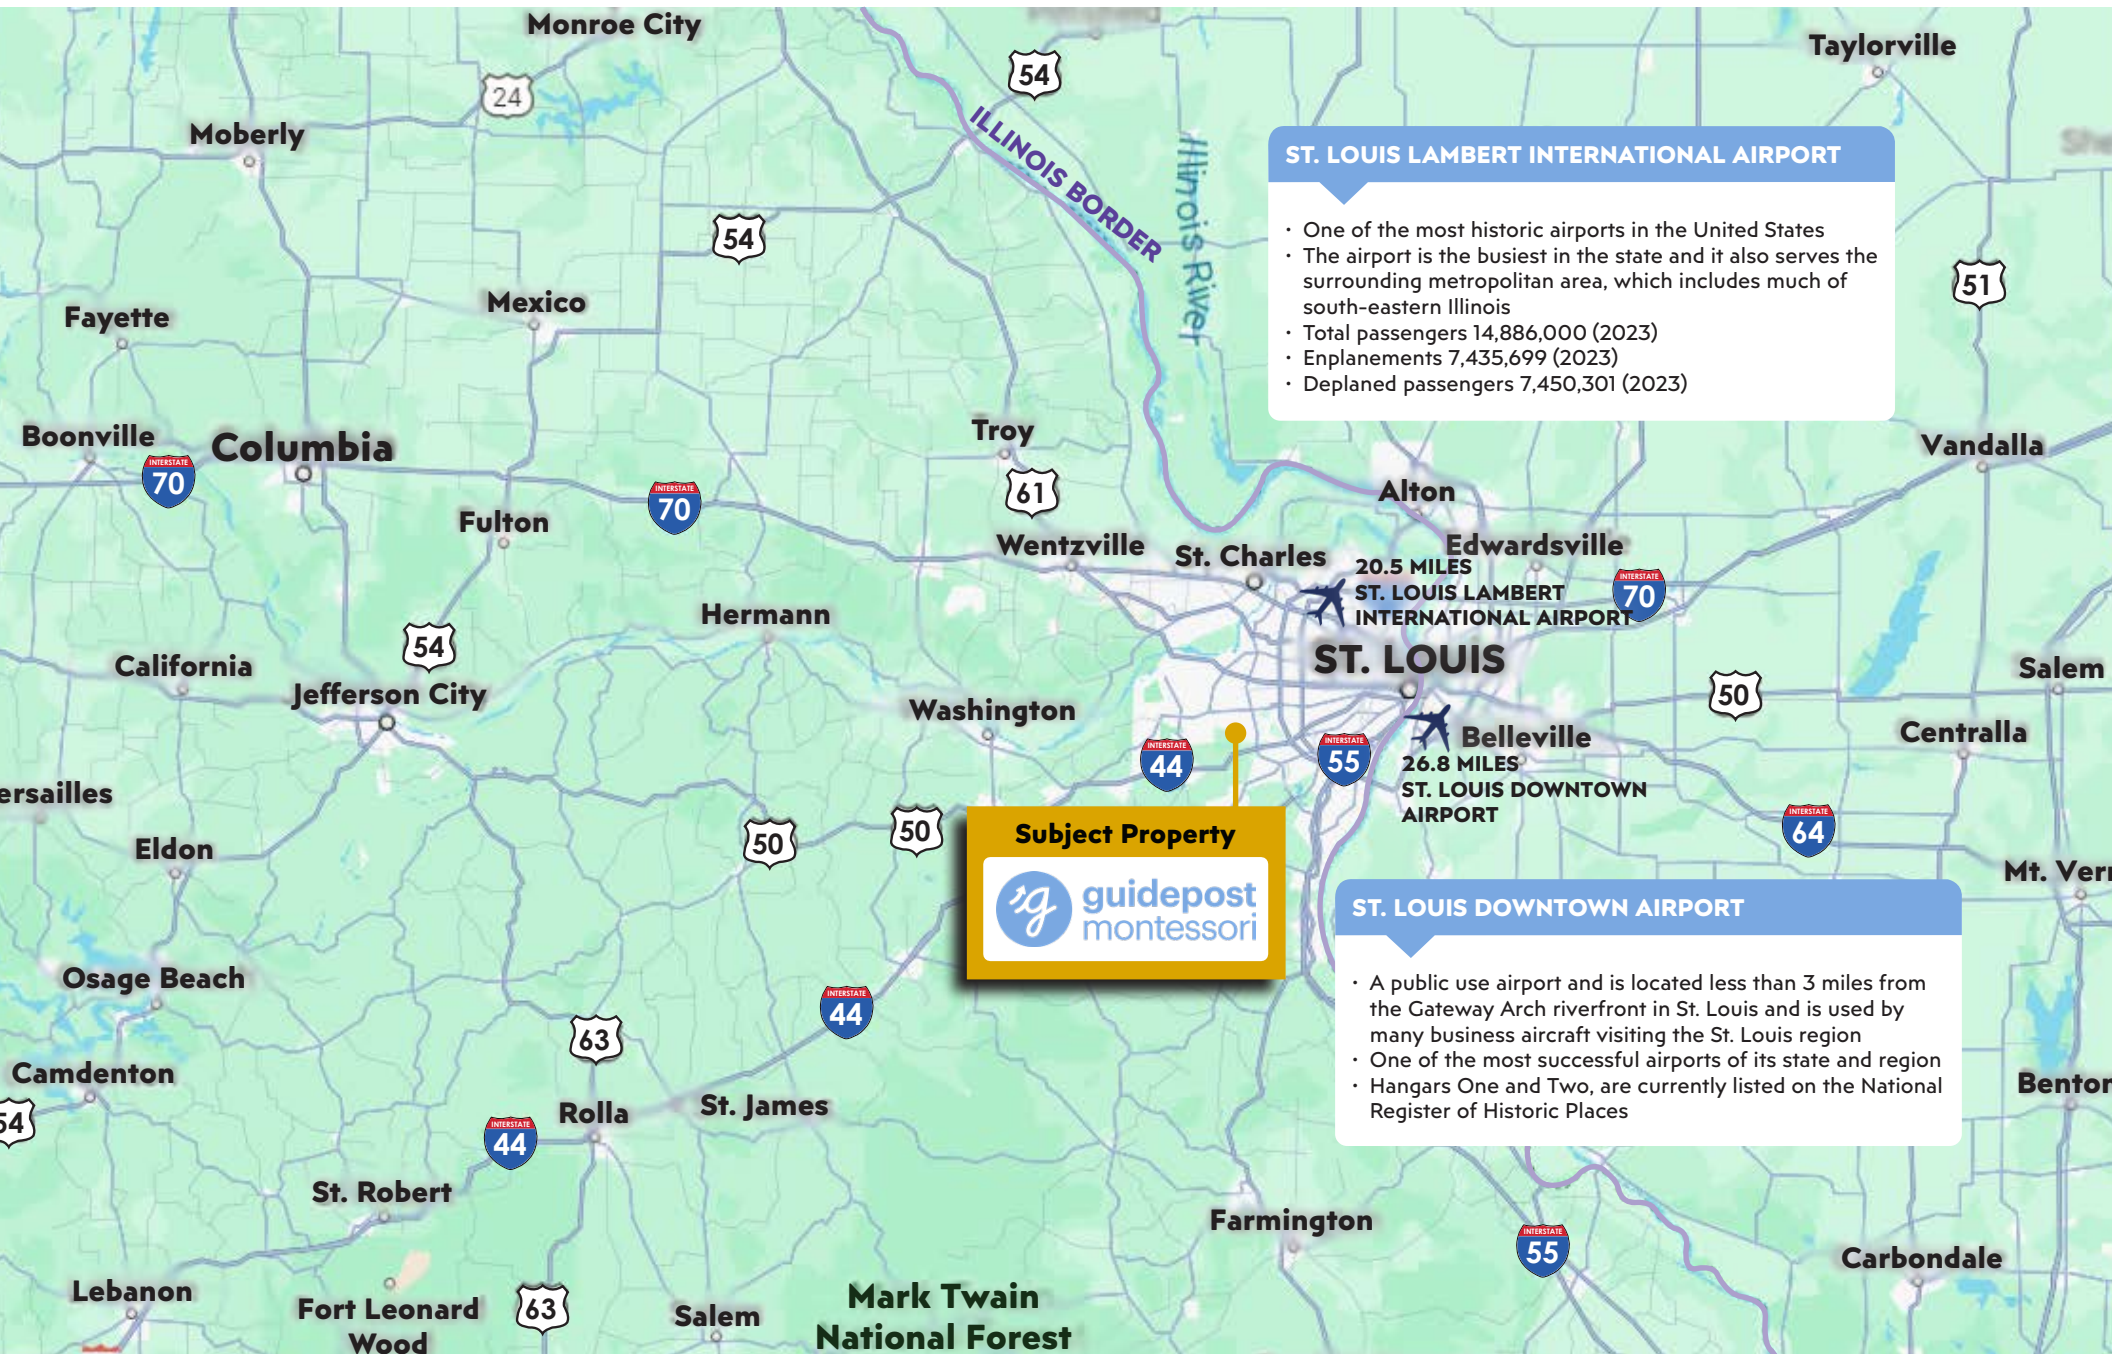 Monroe City
Taylorville
54
24
Moberly
ILLINOIS BORDER
Illinois River
ST. LOUIS LAMBERT INTERNATIONAL AIRPORT
· One of the most historic airports in the United States
· The airport is the busiest in the state and it also serves the
surrounding metropolitan area, which includes much of
south-eastern Illinois
· Total passengers 14,886,000 (2023)
· Enplanements 7,435,699 (2023)
· Deplaned passengers 7,450,301 (2023)
54
51
Mexico
Fayette
Troy
Boonville
Columbia
Vandalla
INTERSTATE
70
INTERSTATE
70
61
Alton
Fulton
Wentzville
St. Charles
Edwardsville
20.5 MILES
ST. LOUIS LAMBERT
INTERNATIONAL AIRPORT
INTERSTATE
70
Hermann
54
California
Jefferson City
ST. LOUIS
Salem
50
Washington
Centralla
Belleville
INTERSTATE
44
INTERSTATE
55
26.8 MILES
ST. LOUIS DOWNTOWN
AIRPORT
ersailles
Eldon
50
50
INTERSTATE
64
Subject Property
guidepost
montessori
Mt. Ver
ST. LOUIS DOWNTOWN AIRPORT
· A public use airport and is located less than 3 miles from
the Gateway Arch riverfront in St. Louis and is used by
many business aircraft visiting the St. Louis region
· One of the most successful airports of its state and region
· Hangars One and Two, are currently listed on the National
Register of Historic Places
Osage Beach
INTERSTATE
44
63
Camdenton
Benton
54
Rolla
St. James
INTERSTATE
44
St. Robert
Farmington
INTERSTATE
55
Carbondale
Lebanon
Fort Leonard
Wood
63
Salem
Mark Twain
National Forest